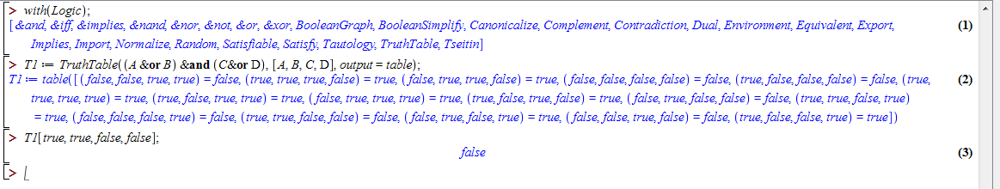 > with(Logic);
[&and, &iff, &implies, &nand, &nor, &not, &or, &xor, BooleanGraph, BooleanSimplify, Canonicalize, Complement, Contradiction, Dual, Environment, Equivalent, Export, (1)
Implies, Import, Normalize, Random, Satisfiable, Satisfy, Tautology, TruthTable, Tseitin]
> T1 := TruthTable((A &or B) &and (C&or D), [A, B, C, D], output = table);
T1 := table([(false, false, true, true) = false, (true, true, true, false) = true, (false, true, true, false) = true, (false, false, false, false) = false, (true, false, false, false) = false, (true, (2)
true, true, true) = true, (true, false, true, true) = true, (false, true, true, true) = true, (true, false, true, false) = true, (false, true, false, false) = false, (true, true, false, true)
= true, (false, false, false, true) = false, (true, true, false, false) = false, (false, true, false, true) = true, (false, false, true, false) = false, (true, false, false, true) = true])
> T1[true, true, false, false];
false (3)
>